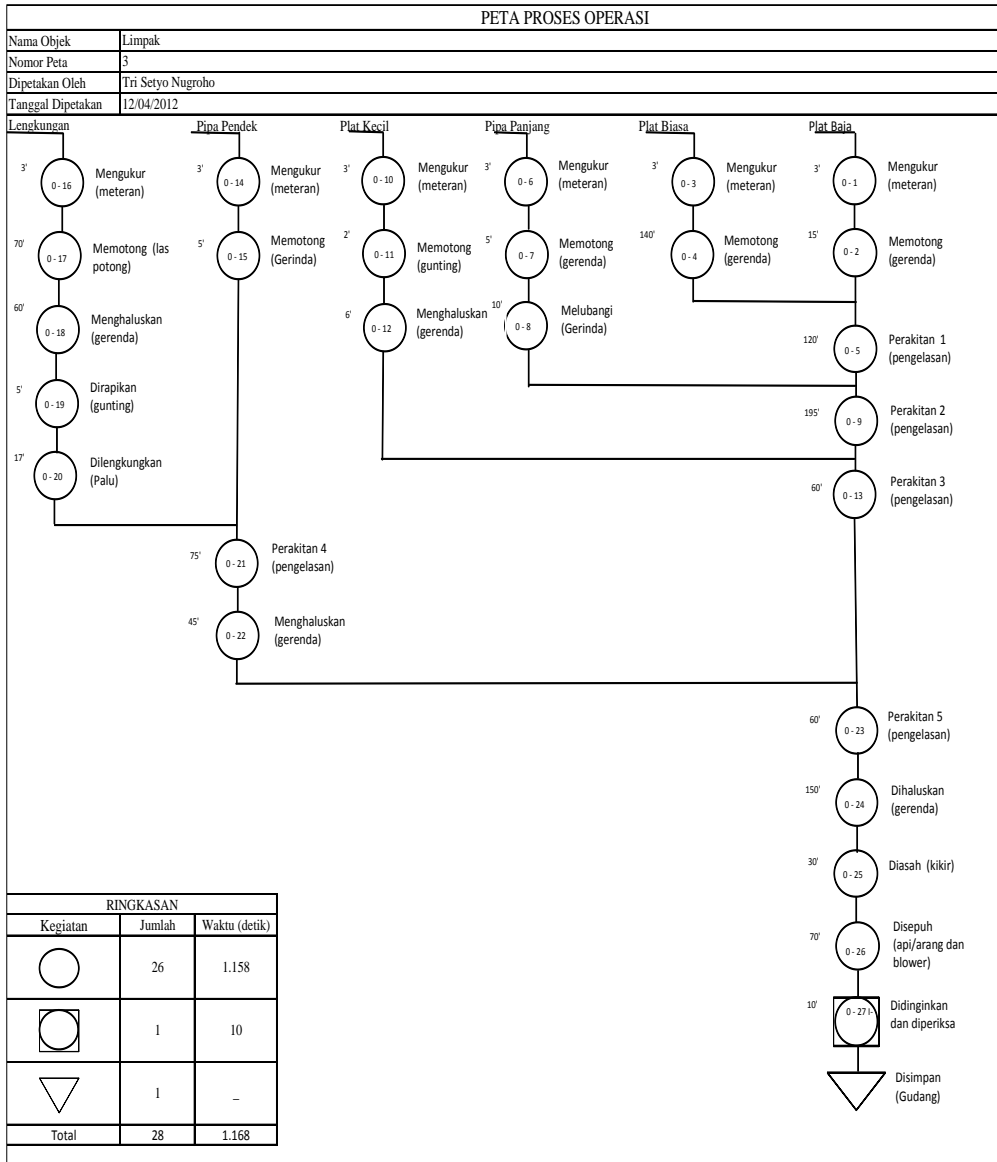 PETA PROSES OPERASI
Nama Objek Limpak
Nomor Peta 3
Dipetakan Oleh Tri Setyo Nugroho
Tanggal Dipetakan 12/04/2012
Lengkungan Pipa Pendek Plat Kecil Pipa Panjang Plat Biasa Plat Baja
3' 0 - 16 Mengukur
(meteran)
70' 0 - 17 Memotong (las
potong)
60' 0 - 18 Menghaluskan
(gerenda)
5' 0 - 19 Dirapikan
(gunting)
17' 0 - 20 Dilengkungkan
(Palu)
3' 0 - 14 Mengukur
(meteran)
5' 0 - 15 Memotong
(Gerinda)
75' 0 - 21 Perakitan 4
(pengelasan)
45' 0 - 22 Menghaluskan
(gerenda)
3' 0 - 10 Mengukur
(meteran)
2' 0 - 11 Memotong
(gunting)
6' 0 - 12 Menghaluskan
(gerenda)
3' 0 - 6 Mengukur
(meteran)
5' 0 - 7 Memotong
(gerenda)
10' 0 - 8 Melubangi
(Gerinda)
3' 0 - 3 Mengukur
(meteran)
140' 0 - 4 Memotong
(gerenda)
3' 0 - 1 Mengukur
(meteran)
15' 0 - 2 Memotong
(gerenda)
120' 0 - 5 Perakitan 1
(pengelasan)
195' 0 - 9 Perakitan 2
(pengelasan)
60' 0 - 13 Perakitan 3
(pengelasan)
60' 0 - 23 Perakitan 5
(pengelasan)
150' 0 - 24 Dihaluskan
(gerenda)
30' 0 - 25 Diasah (kikir)
70' 0 - 26 Disepuh
(api/arang dan
blower)
10' 0 - 27 I- Didinginkan
dan diperiksa
Disimpan
(Gudang)
RINGKASAN
Kegiatan Jumlah Waktu (detik)
26 1.158
1 10
1 –
Total 28 1.168